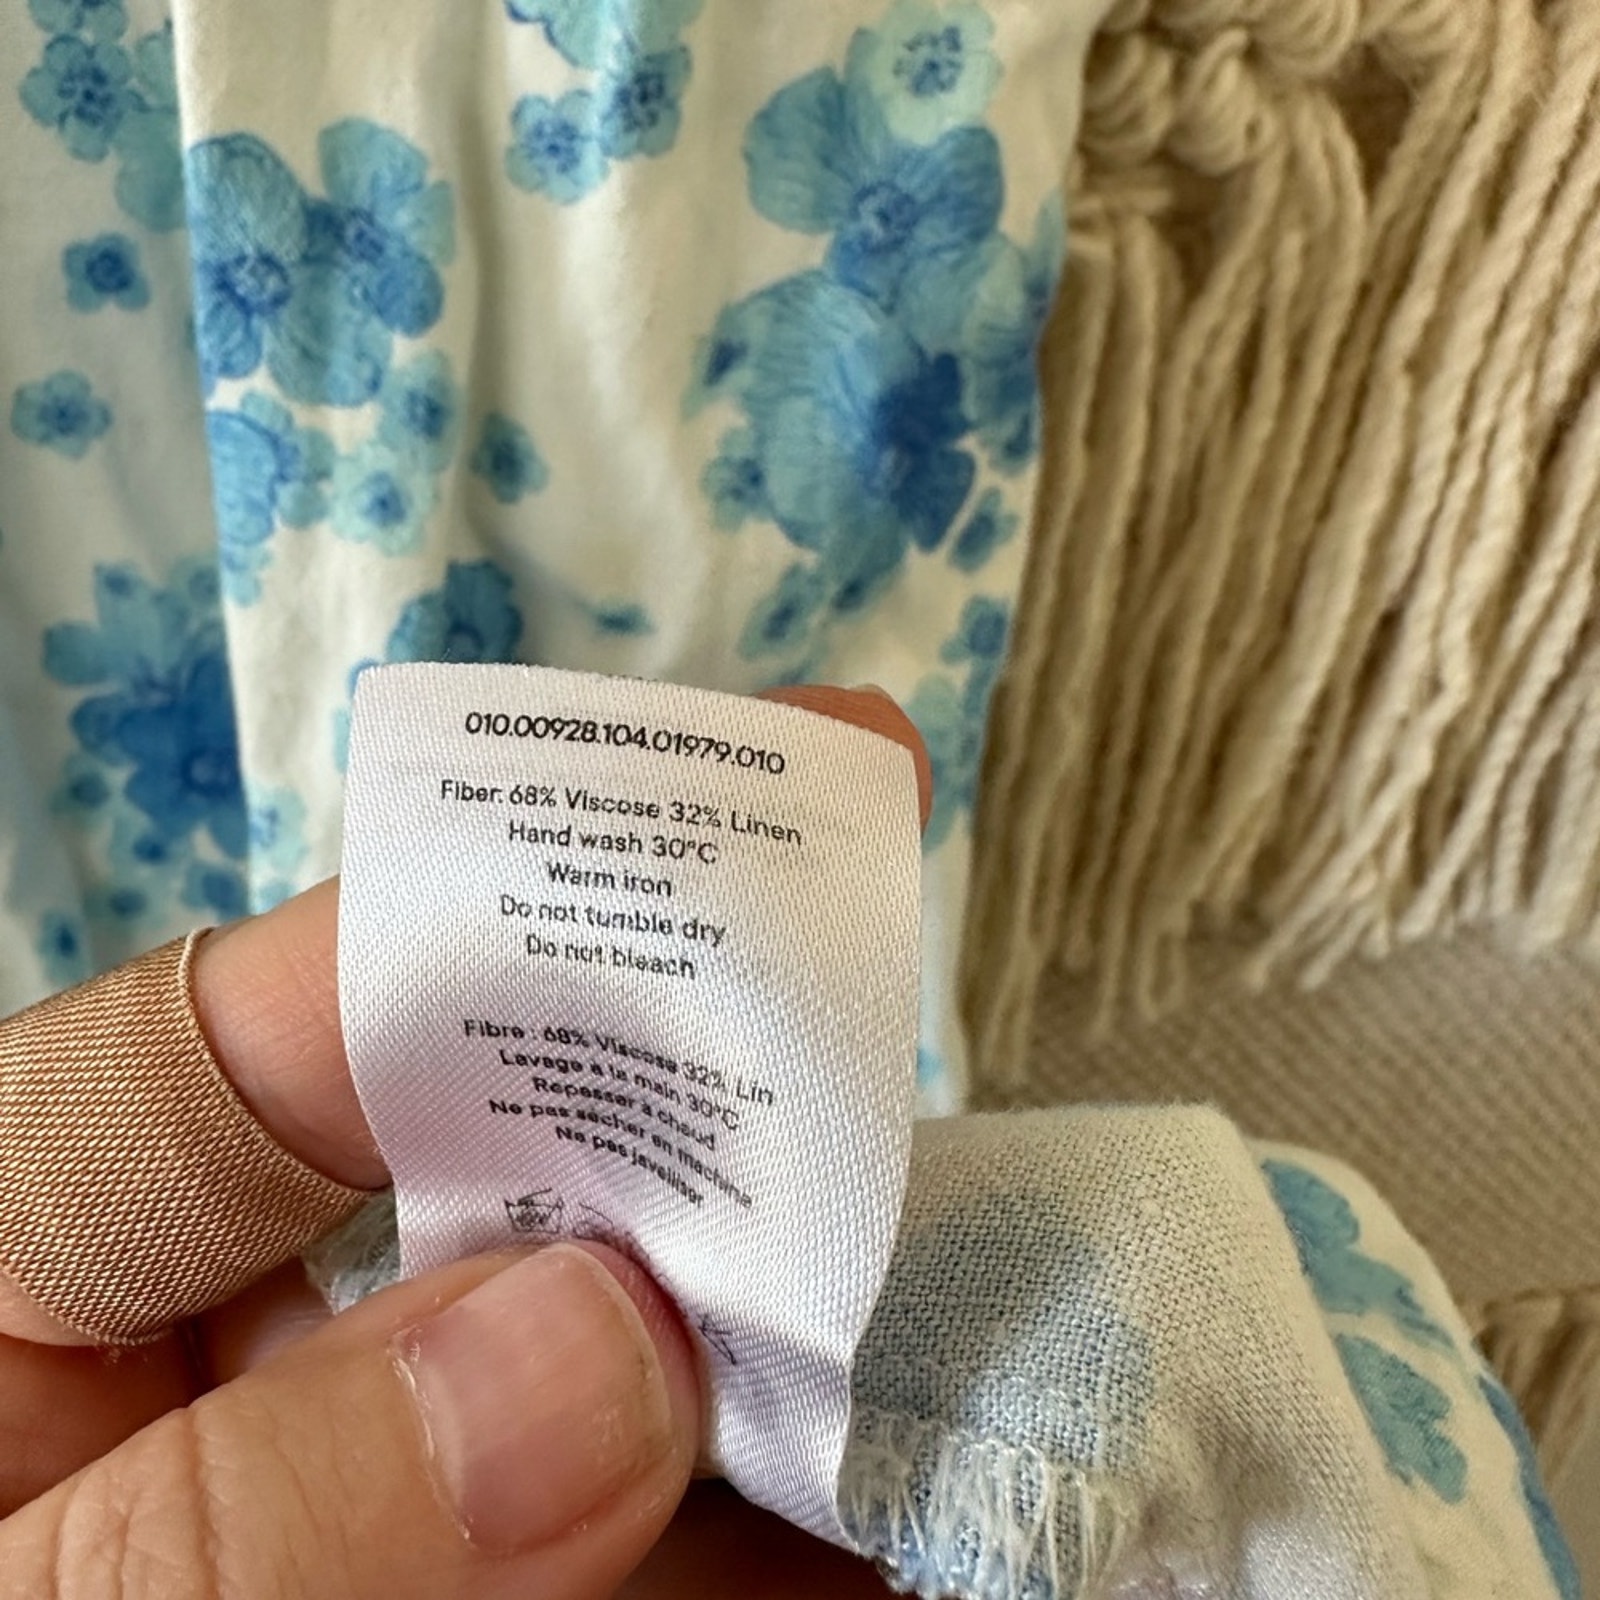 010.00928.104.01979.010
Fiber: 68% Viscose 32% Linen
Hand wash 30°C
Warm iron
Do not tumble dry
Do not bleach
Fibre : 68% Viscose 32% Lin
Lavage à la main 30°C
Repasser à chaud
Ne pas sécher en machine
Ne pas javelliser